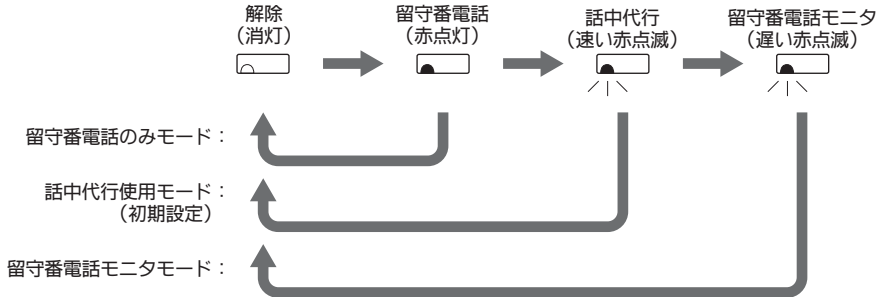 解除
（消灯）
留守番電話
（赤点灯）
話中代行
（速い赤点滅）
留守番電話モニタ
（遅い赤点滅）
留守番電話のみモード：
話中代行使用モード：
（初期設定）
留守番電話モニタモード：